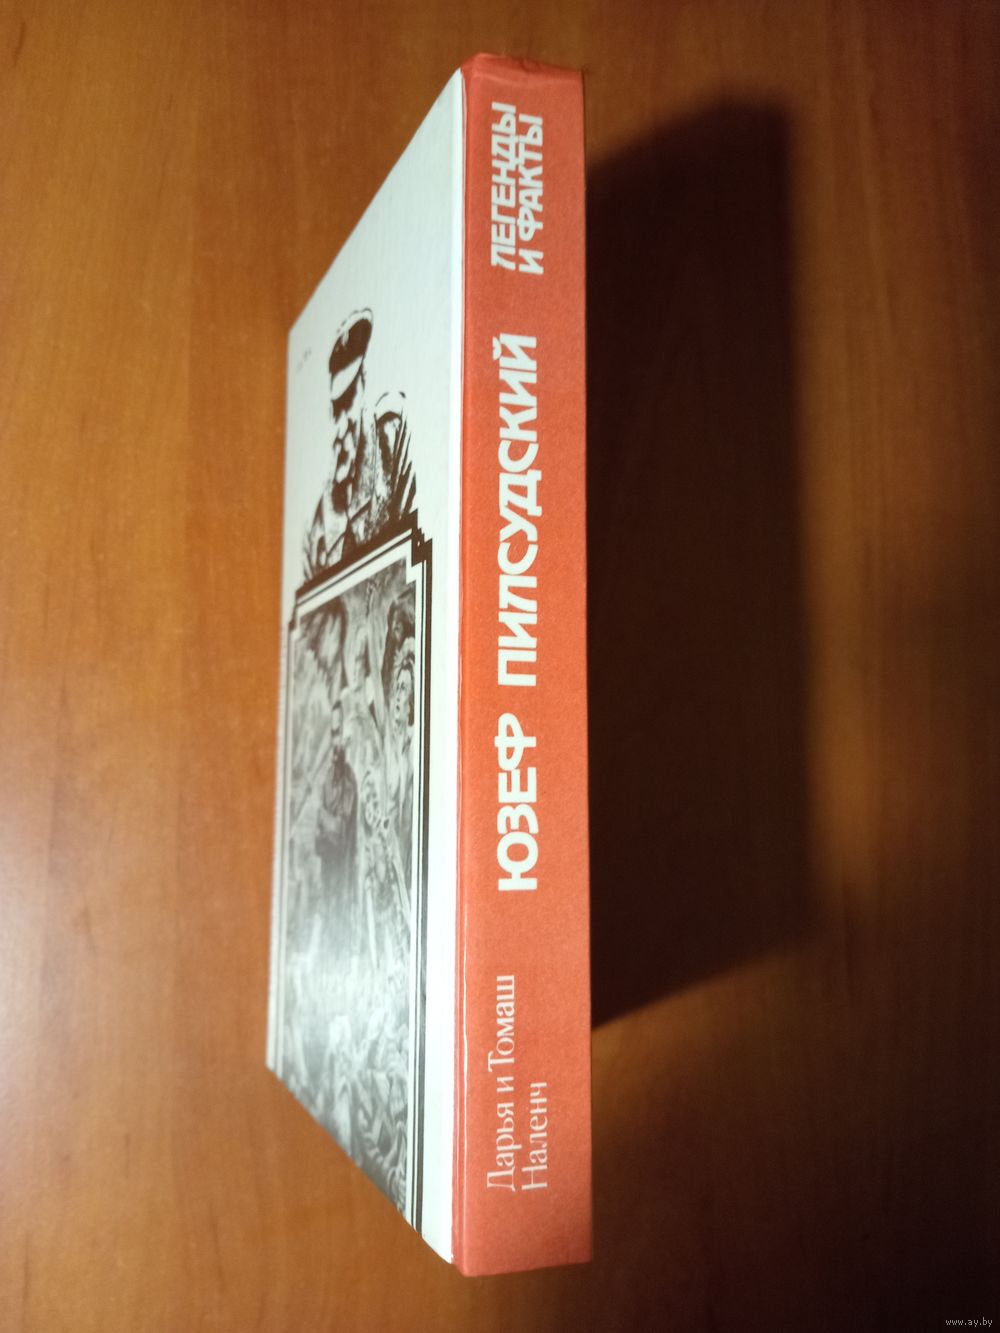 Дарья и Томаш
Наленч
ЮЗЕФ ПИЛСУДСКИЙ
ЛЕГЕНДЫ
И ФАКТЫ
www.ay.by